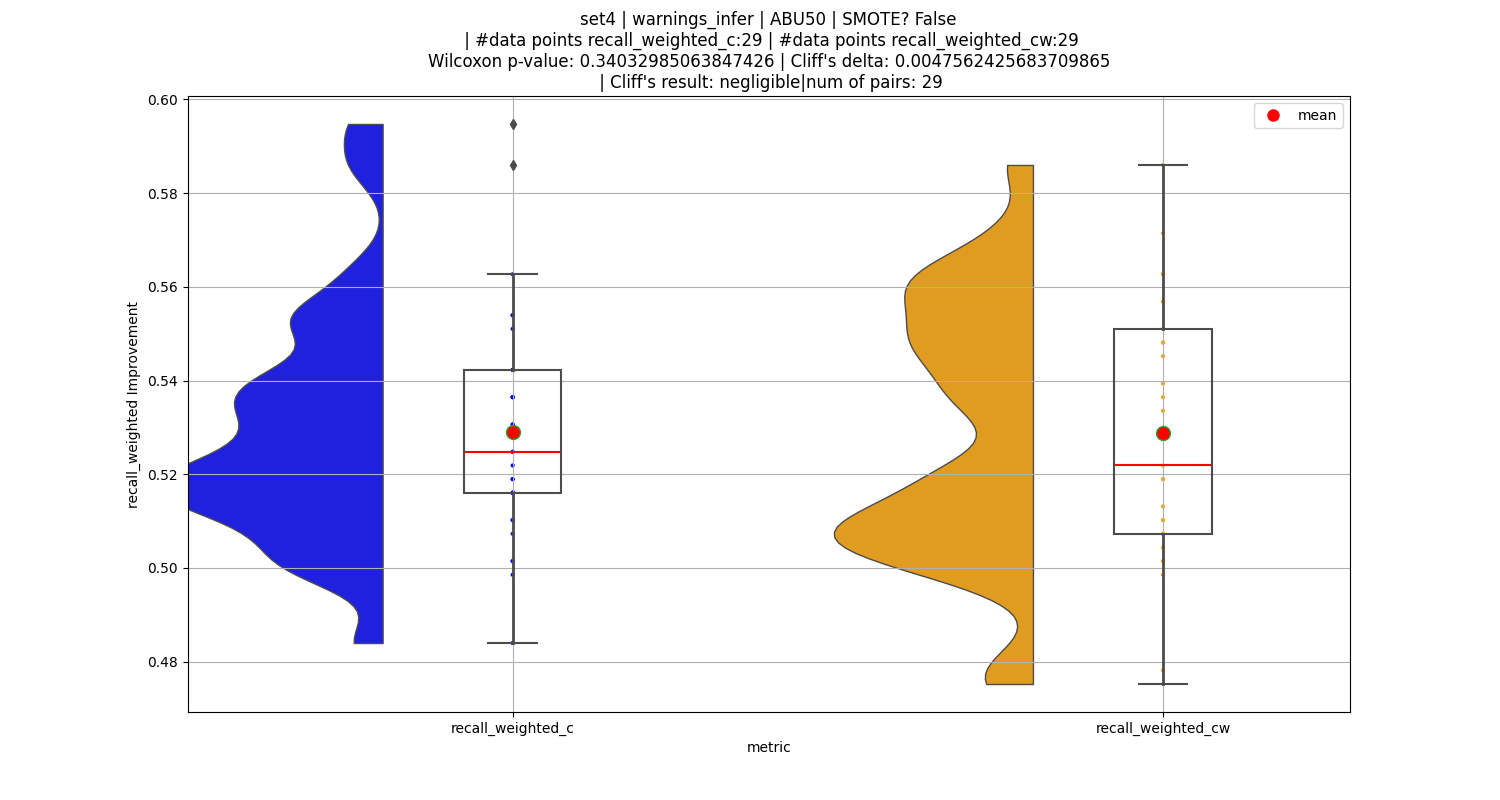 set4 | warnings_infer | ABU50 | SMOTE? False
| #data points recall_weighted_c:29 | #data points recall_weighted_cw:29
Wilcoxon p-value: 0.34032985063847426 | Cliff's delta: 0.0047562425683709865
| Cliff's result: negligible|num of pairs: 29
mean
0.60
0.58
0.56
0.54
0.52
0.50
0.48
recall_weighted Improvement
recall_weighted_c
recall_weighted_cw
metric